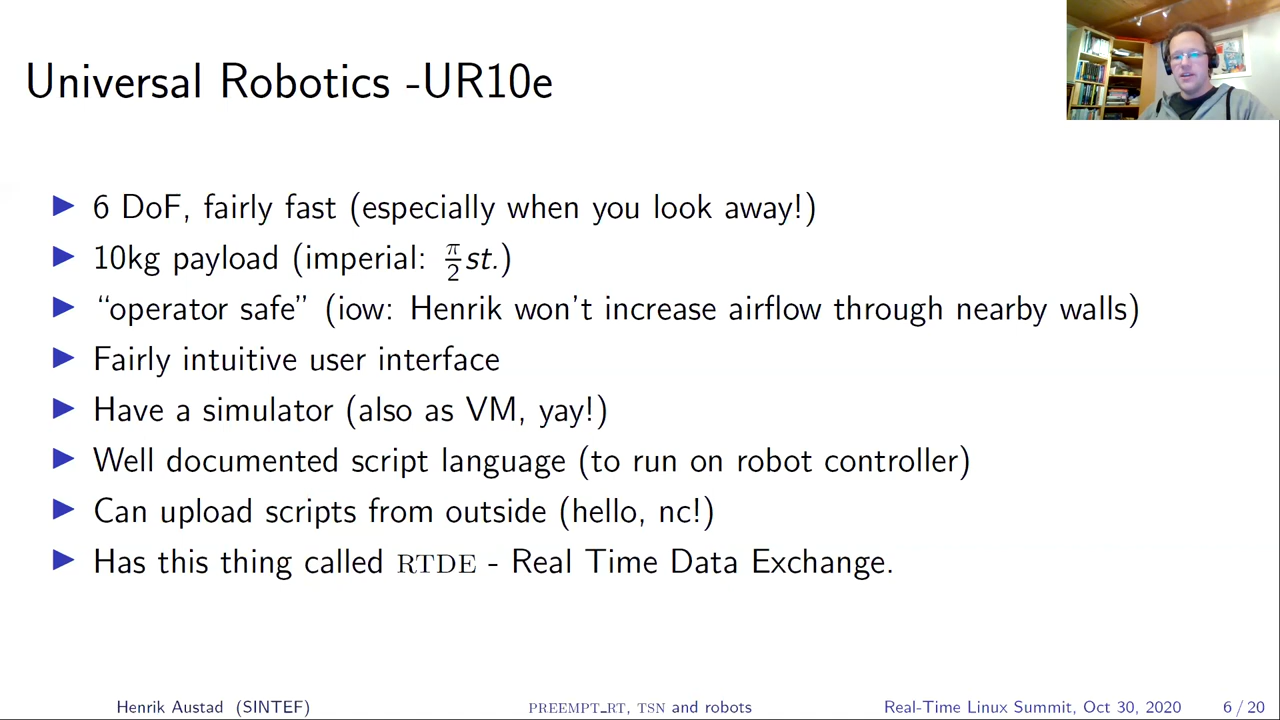 Universal Robotics -UR10e
▶ 6 DoF, fairly fast (especially when you look away!)
▶ 10kg payload (imperial: π/2 st.)
▶ “operator safe” (iow: Henrik won't increase airflow through nearby walls)
▶ Fairly intuitive user interface
▶ Have a simulator (also as VM, yay!)
▶ Well documented script language (to run on robot controller)
▶ Can upload scripts from outside (hello, nc!)
▶ Has this thing called RTDE - Real Time Data Exchange.
Henrik Austad (SINTEF) PREEMPT_RT, TSN and robots Real-Time Linux Summit, Oct 30, 2020 6 / 20